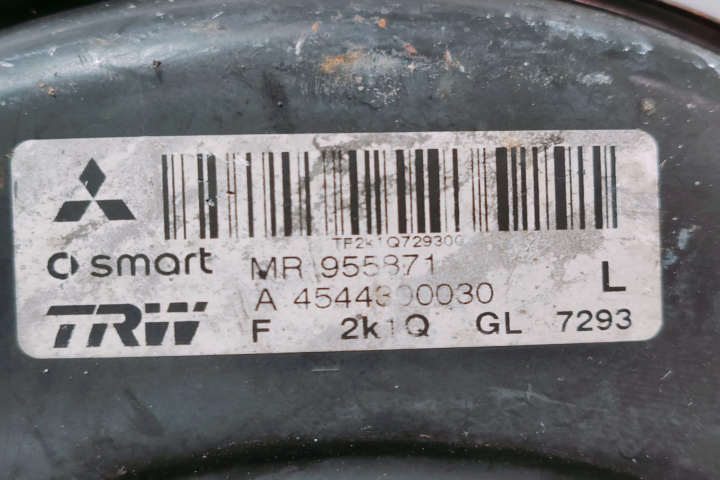 TF2k1Q729300
smart MR 955871
A 4544300030 L
TRW F 2k1Q GL 7293